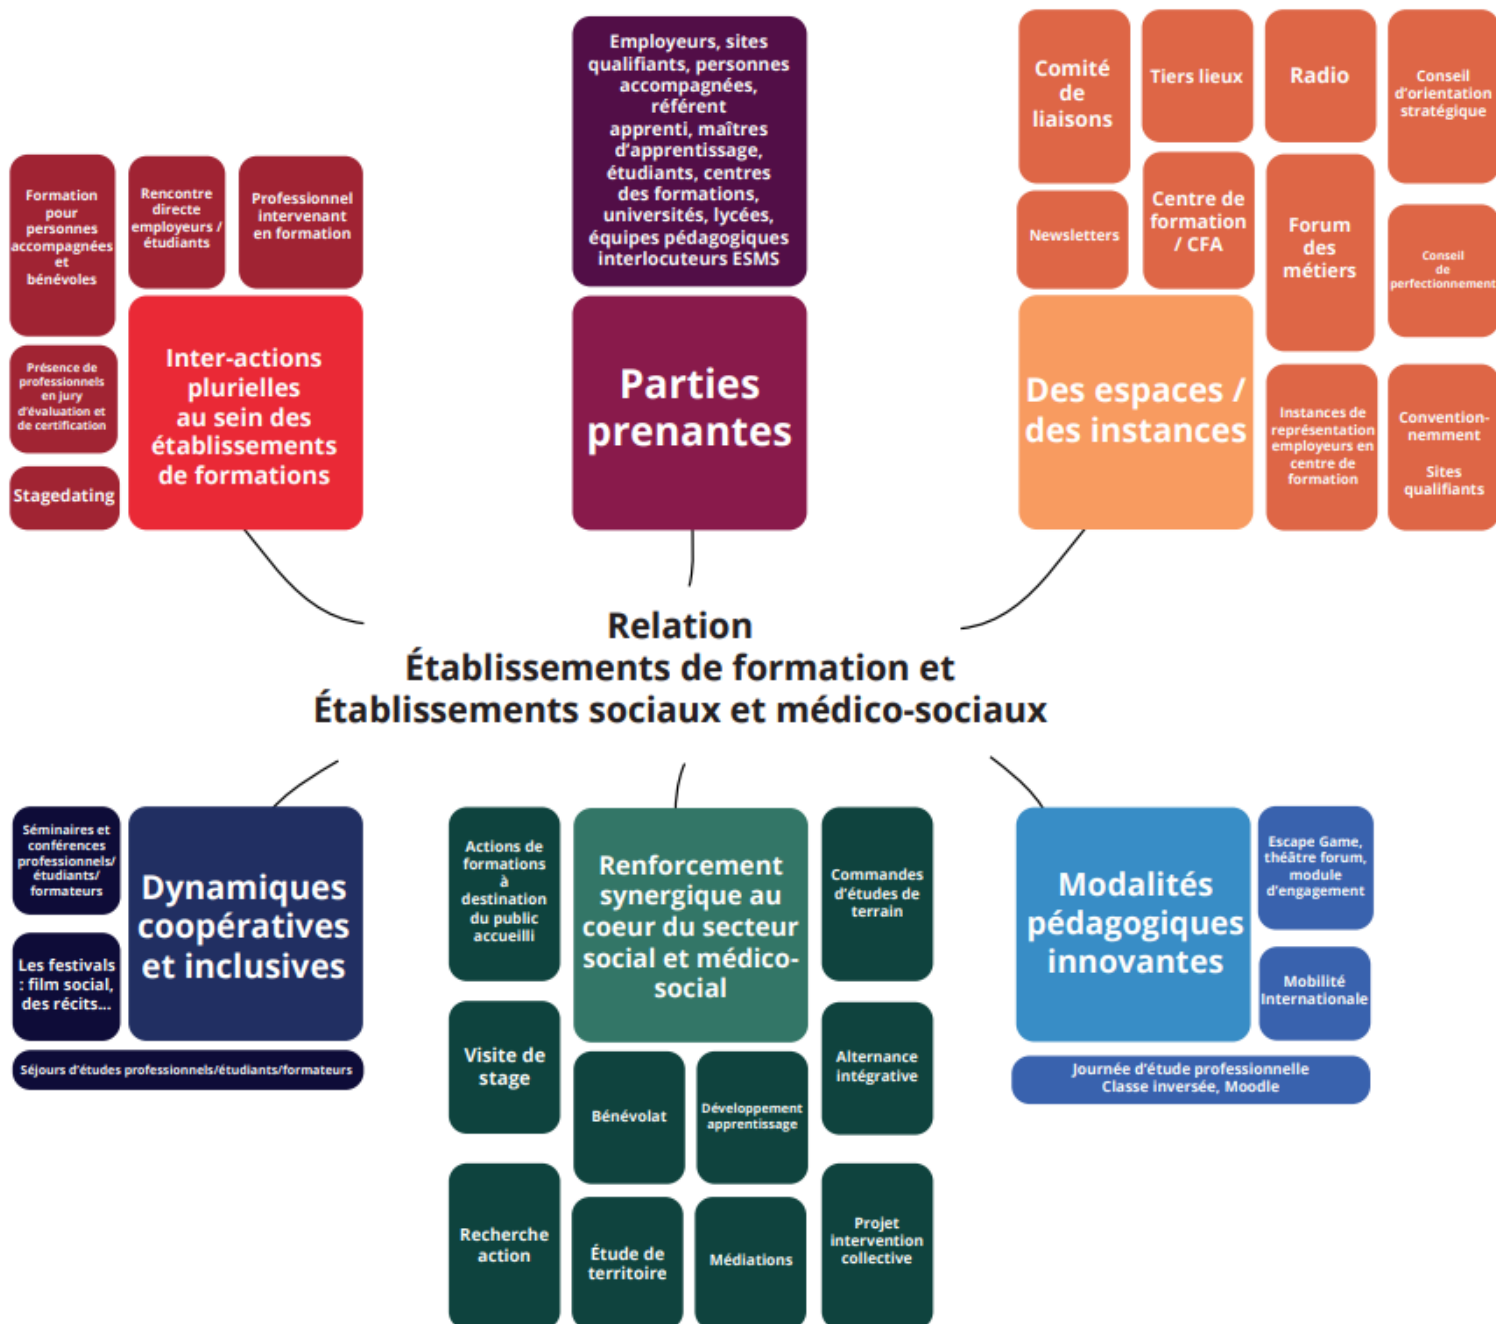 Employeurs, sites
qualifiants, personnes
accompagnées,
référent
apprenti, maîtres
d'apprentissage,
étudiants, centres
des formations,
universités, lycées,
équipes pédagogiques
interlocuteurs ESMS
Parties
prenantes
Formation
pour
personnes
accompagnées
et
bénévoles
Rencontre
directe
employeurs /
étudiants
Professionnel
intervenant
en formation
Présence de
professionnels
en jury
d'évaluation et
de certification
Stagedating
Inter-actions
plurielles
au sein des
établissements
de formations
Comité
de
liaisons
Tiers lieux
Radio
Conseil
d'orientation
stratégique
Newsletters
Centre de
formation
/ CFA
Forum
des
métiers
Conseil
de
perfectionnement
Des espaces /
des instances
Instances de
représentation
employeurs en
centre de
formation
Convention-
nemment
Sites
qualifiants
Relation
Établissements de formation et
Établissements sociaux et médico-sociaux
Séminaires et
conférences
professionnels/
étudiants/
formateurs
Les festivals
: film social,
des récits...
Dynamiques
coopératives
et inclusives
Séjours d'études professionnels/étudiants/formateurs
Actions de
formations
à
destination
du public
accueilli
Renforcement
synergique au
coeur du secteur
social et médico-
social
Commandes
d'études de
terrain
Visite de
stage
Bénévolat
Développement
apprentissage
Alternance
intégrative
Recherche
action
Étude de
territoire
Médiations
Projet
intervention
collective
Modalités
pédagogiques
innovantes
Escape Game,
théâtre forum,
module
d'engagement
Mobilité
Internationale
Journée d'étude professionnelle
Classe inversée, Moodle